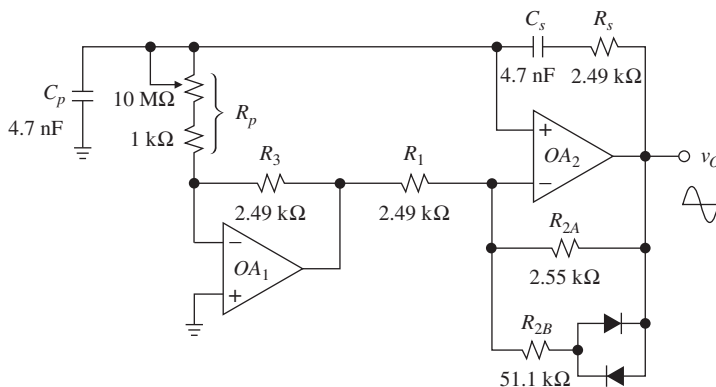 C_s
R_s
4.7 nF
2.49 kΩ
C_p
4.7 nF
10 MΩ
R_p
1 kΩ
R_3
2.49 kΩ
R_1
2.49 kΩ
+
OA_2
−
v_O
−
OA_1
+
R_2A
2.55 kΩ
R_2B
51.1 kΩ